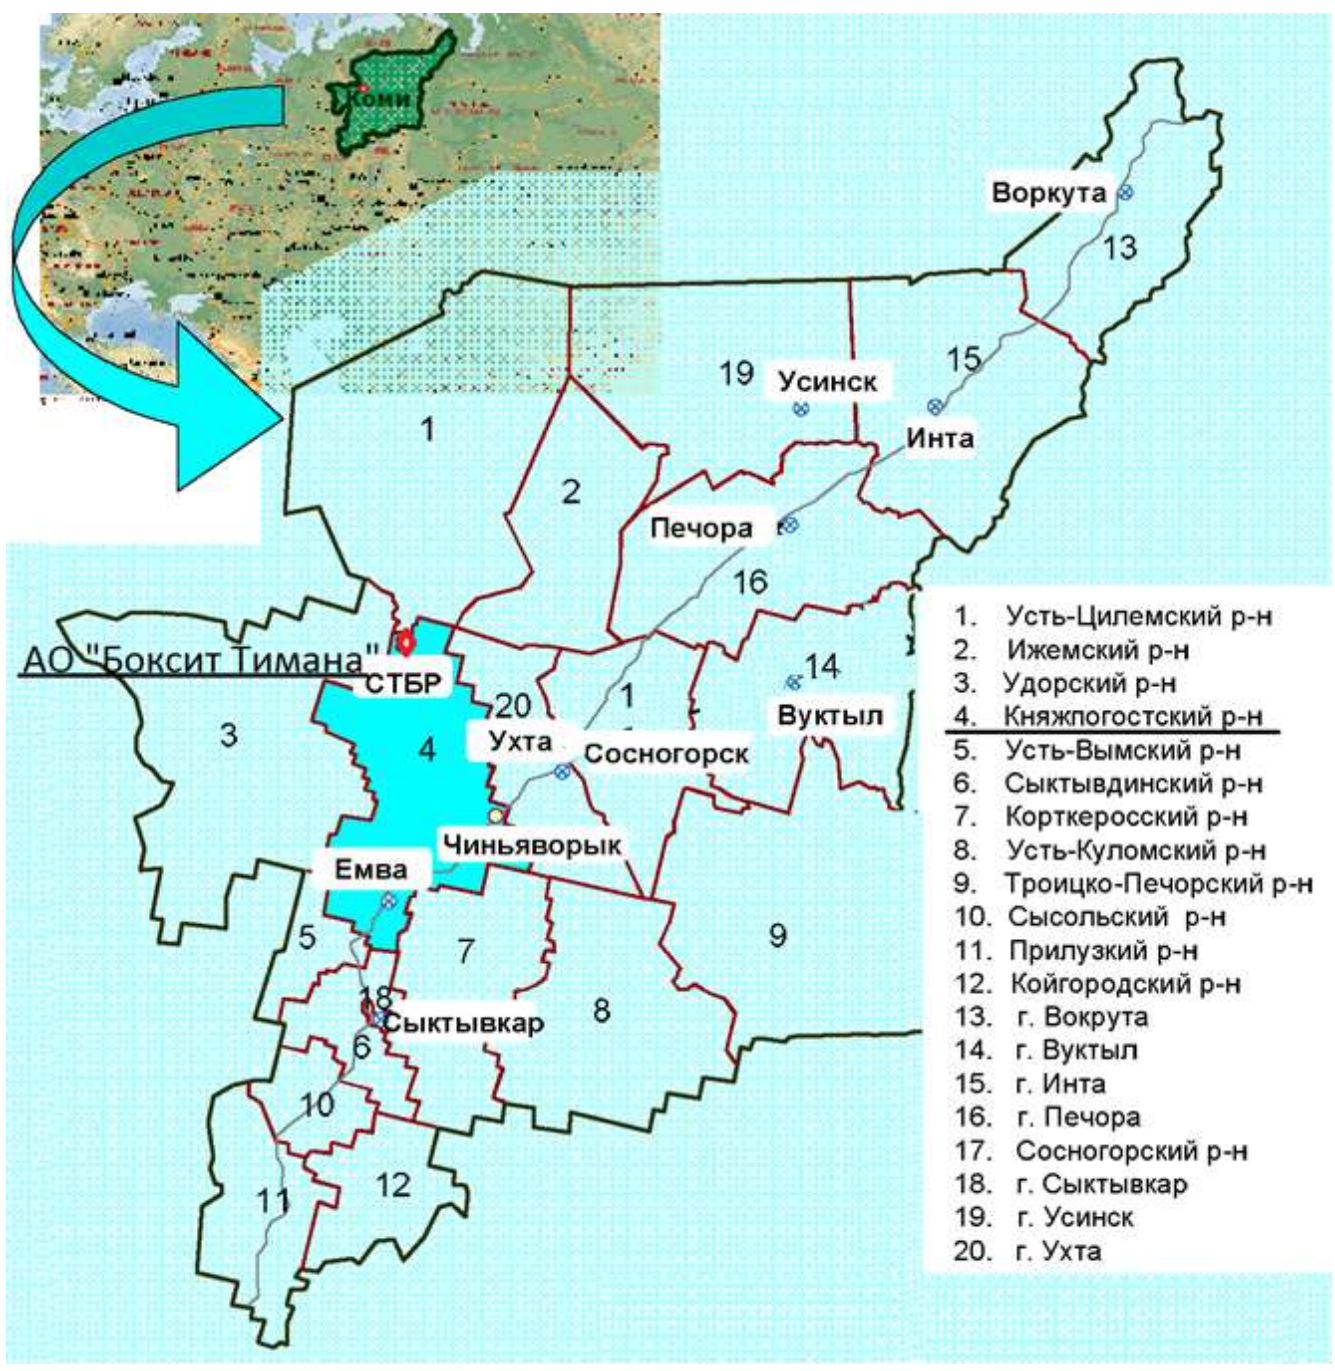 Коми
Воркута
13
15
19
Усинск
1
Инта
2
Печора
16
АО "Боксит Тимана"
СТБР
14
1
20
Вуктыл
3
4
Ухта
Сосногорск
Чиньяворык
Емва
5
7
9
18
8
Сыктывкар
6
10
11
12
1. Усть-Цилемский р-н
2. Ижемский р-н
3. Удорский р-н
4. Княжпогостский р-н
5. Усть-Вымский р-н
6. Сыктывдинский р-н
7. Корткеросский р-н
8. Усть-Куломский р-н
9. Троицко-Печорский р-н
10. Сысольский р-н
11. Прилузкий р-н
12. Койгородский р-н
13. г. Вокрута
14. г. Вуктыл
15. г. Инта
16. г. Печора
17. Сосногорский р-н
18. г. Сыктывкар
19. г. Усинск
20. г. Ухта